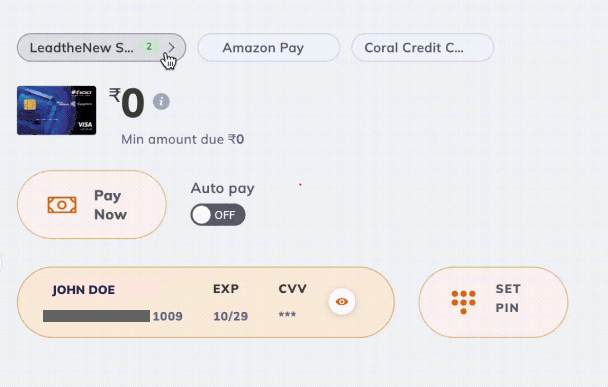 LeadtheNew S... 2
Amazon Pay
Coral Credit C...
₹0
Min amount due ₹0
VISA
Pay
Now
Auto pay
OFF
JOHN DOE
EXP
CVV
1009
10/29
***
SET
PIN